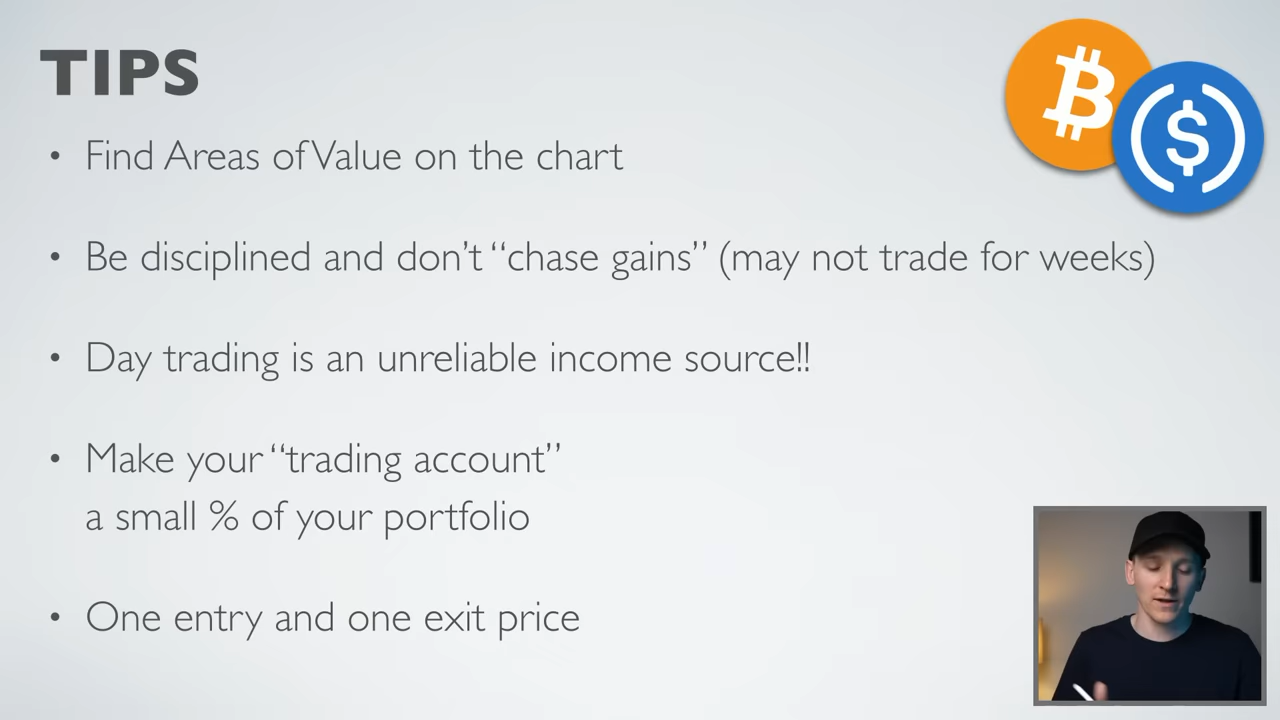 TIPS
• Find Areas of Value on the chart
• Be disciplined and don’t “chase gains” (may not trade for weeks)
• Day trading is an unreliable income source!!
• Make your “trading account”
a small % of your portfolio
• One entry and one exit price